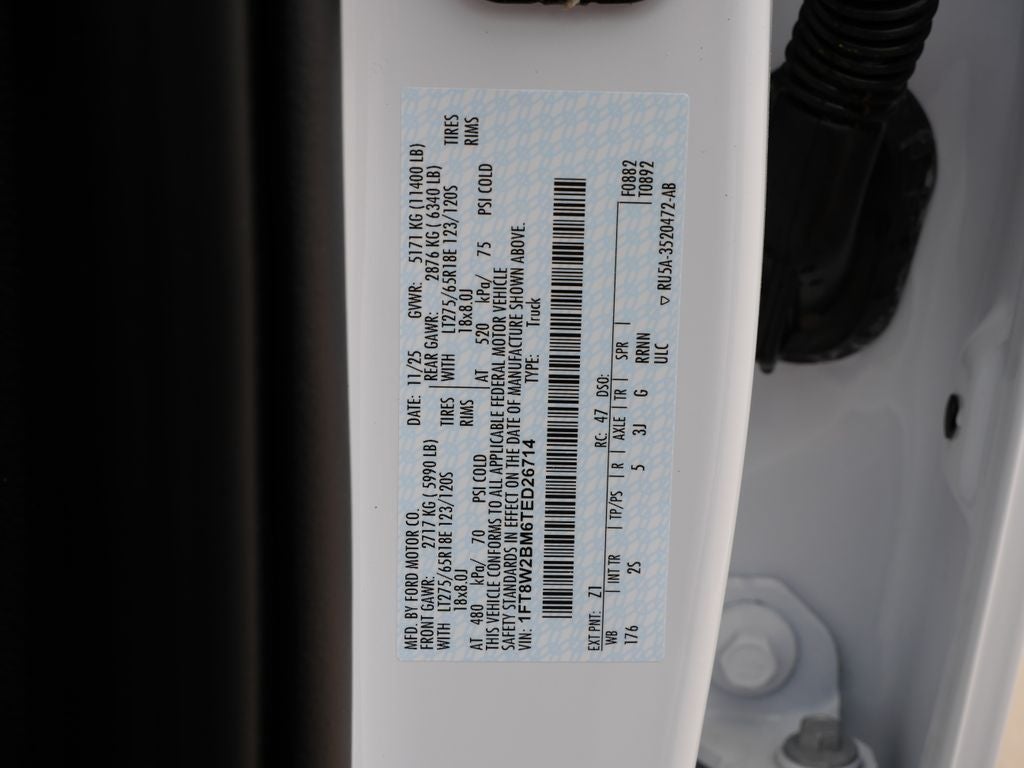 MFD. BY FORD MOTOR CO. DATE: 11/25 GVWR: 5171 KG (11400 LB)
FRONT GAWR: 2717 KG ( 5990 LB) REAR GAWR: 2876 KG ( 6340 LB)
WITH LT275/65R18E 123/120S TIRES WITH LT275/65R18E 123/120S TIRES
18x8.0J RIMS 18x8.0J RIMS
AT 480 kPa/ 70 PSI COLD AT 520 kPa/ 75 PSI COLD
THIS VEHICLE CONFORMS TO ALL APPLICABLE FEDERAL MOTOR VEHICLE
SAFETY STANDARDS IN EFFECT ON THE DATE OF MANUFACTURE SHOWN ABOVE.
VIN: 1FT8W2BM6TED26714 TYPE: Truck
EXT PNT: Z1 RC: 47 DSO: F0882
WB INT TR TP/PS R AXLE TR SPR T0892
176 2S 5 3J G RRNN
ULC
RU5A-3520472-AB